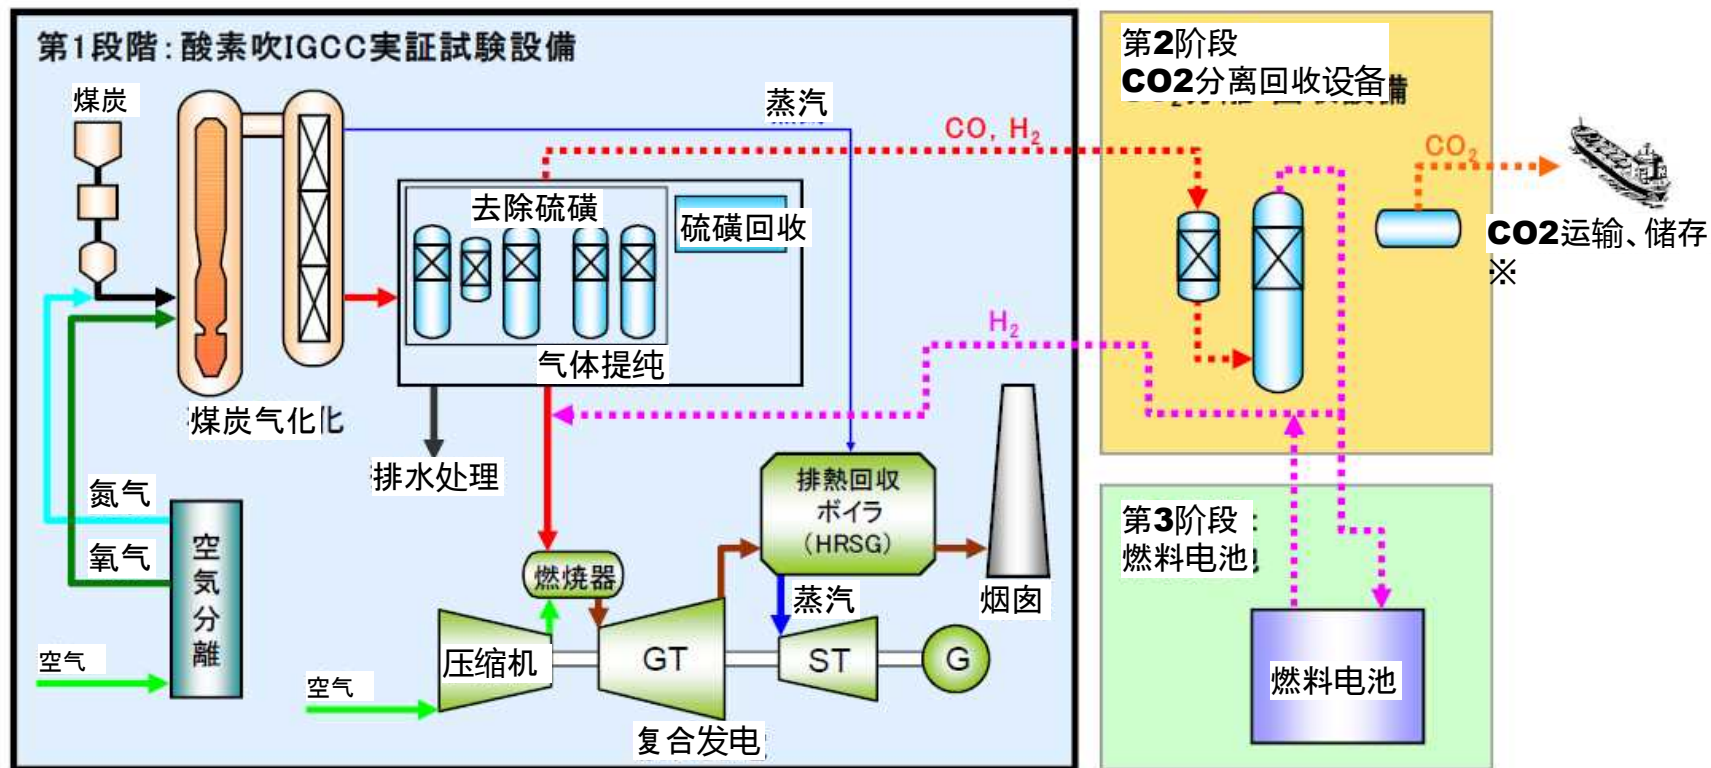 第1段階:酸素吹IGCC実証試験設備
煤炭
蒸汽
CO, H₂
去除硫磺
硫磺回收
气体提纯
煤炭气化化
排水处理
氮气
氧气
空気分離
空气
空气
燃焼器
压缩机
GT
ST
G
复合发电
排熱回収
ボイラ
(HRSG)
蒸汽
烟囱
H₂
第2阶段
CO2分离回收设备
CO₂
CO2运输、储存
※
第3阶段:
燃料电池
燃料电池